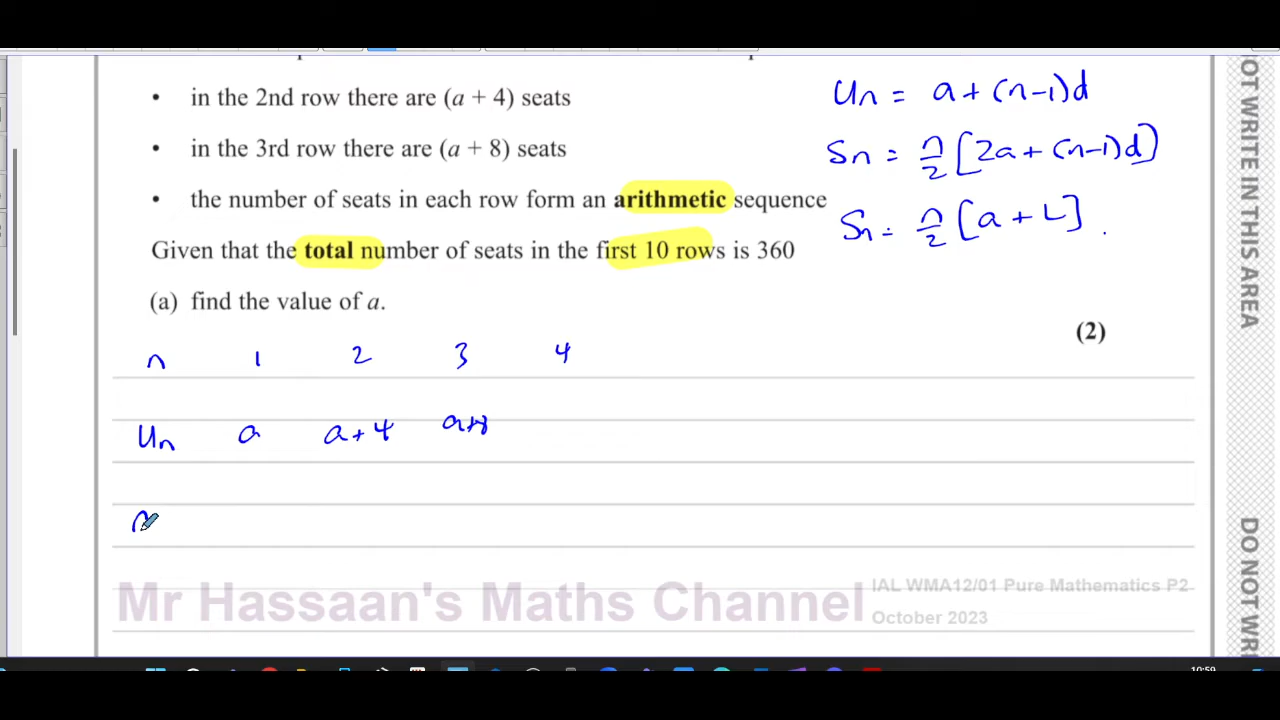 • in the 2nd row there are (a + 4) seats
• in the 3rd row there are (a + 8) seats
• the number of seats in each row form an arithmetic sequence
Given that the total number of seats in the first 10 rows is 360
(a) find the value of a.
(2)
Un = a + (n-1)d
Sn = n/2 [2a + (n-1)d]
Sn = n/2 [a + L].
n 1 2 3 4
Un a a+4 a+8
Mr Hassaan's Maths Channel
IAL WMA12/01 Pure Mathematics P2
October 2023
OT WRITE IN THIS AREA
DO NOT WR
10:59